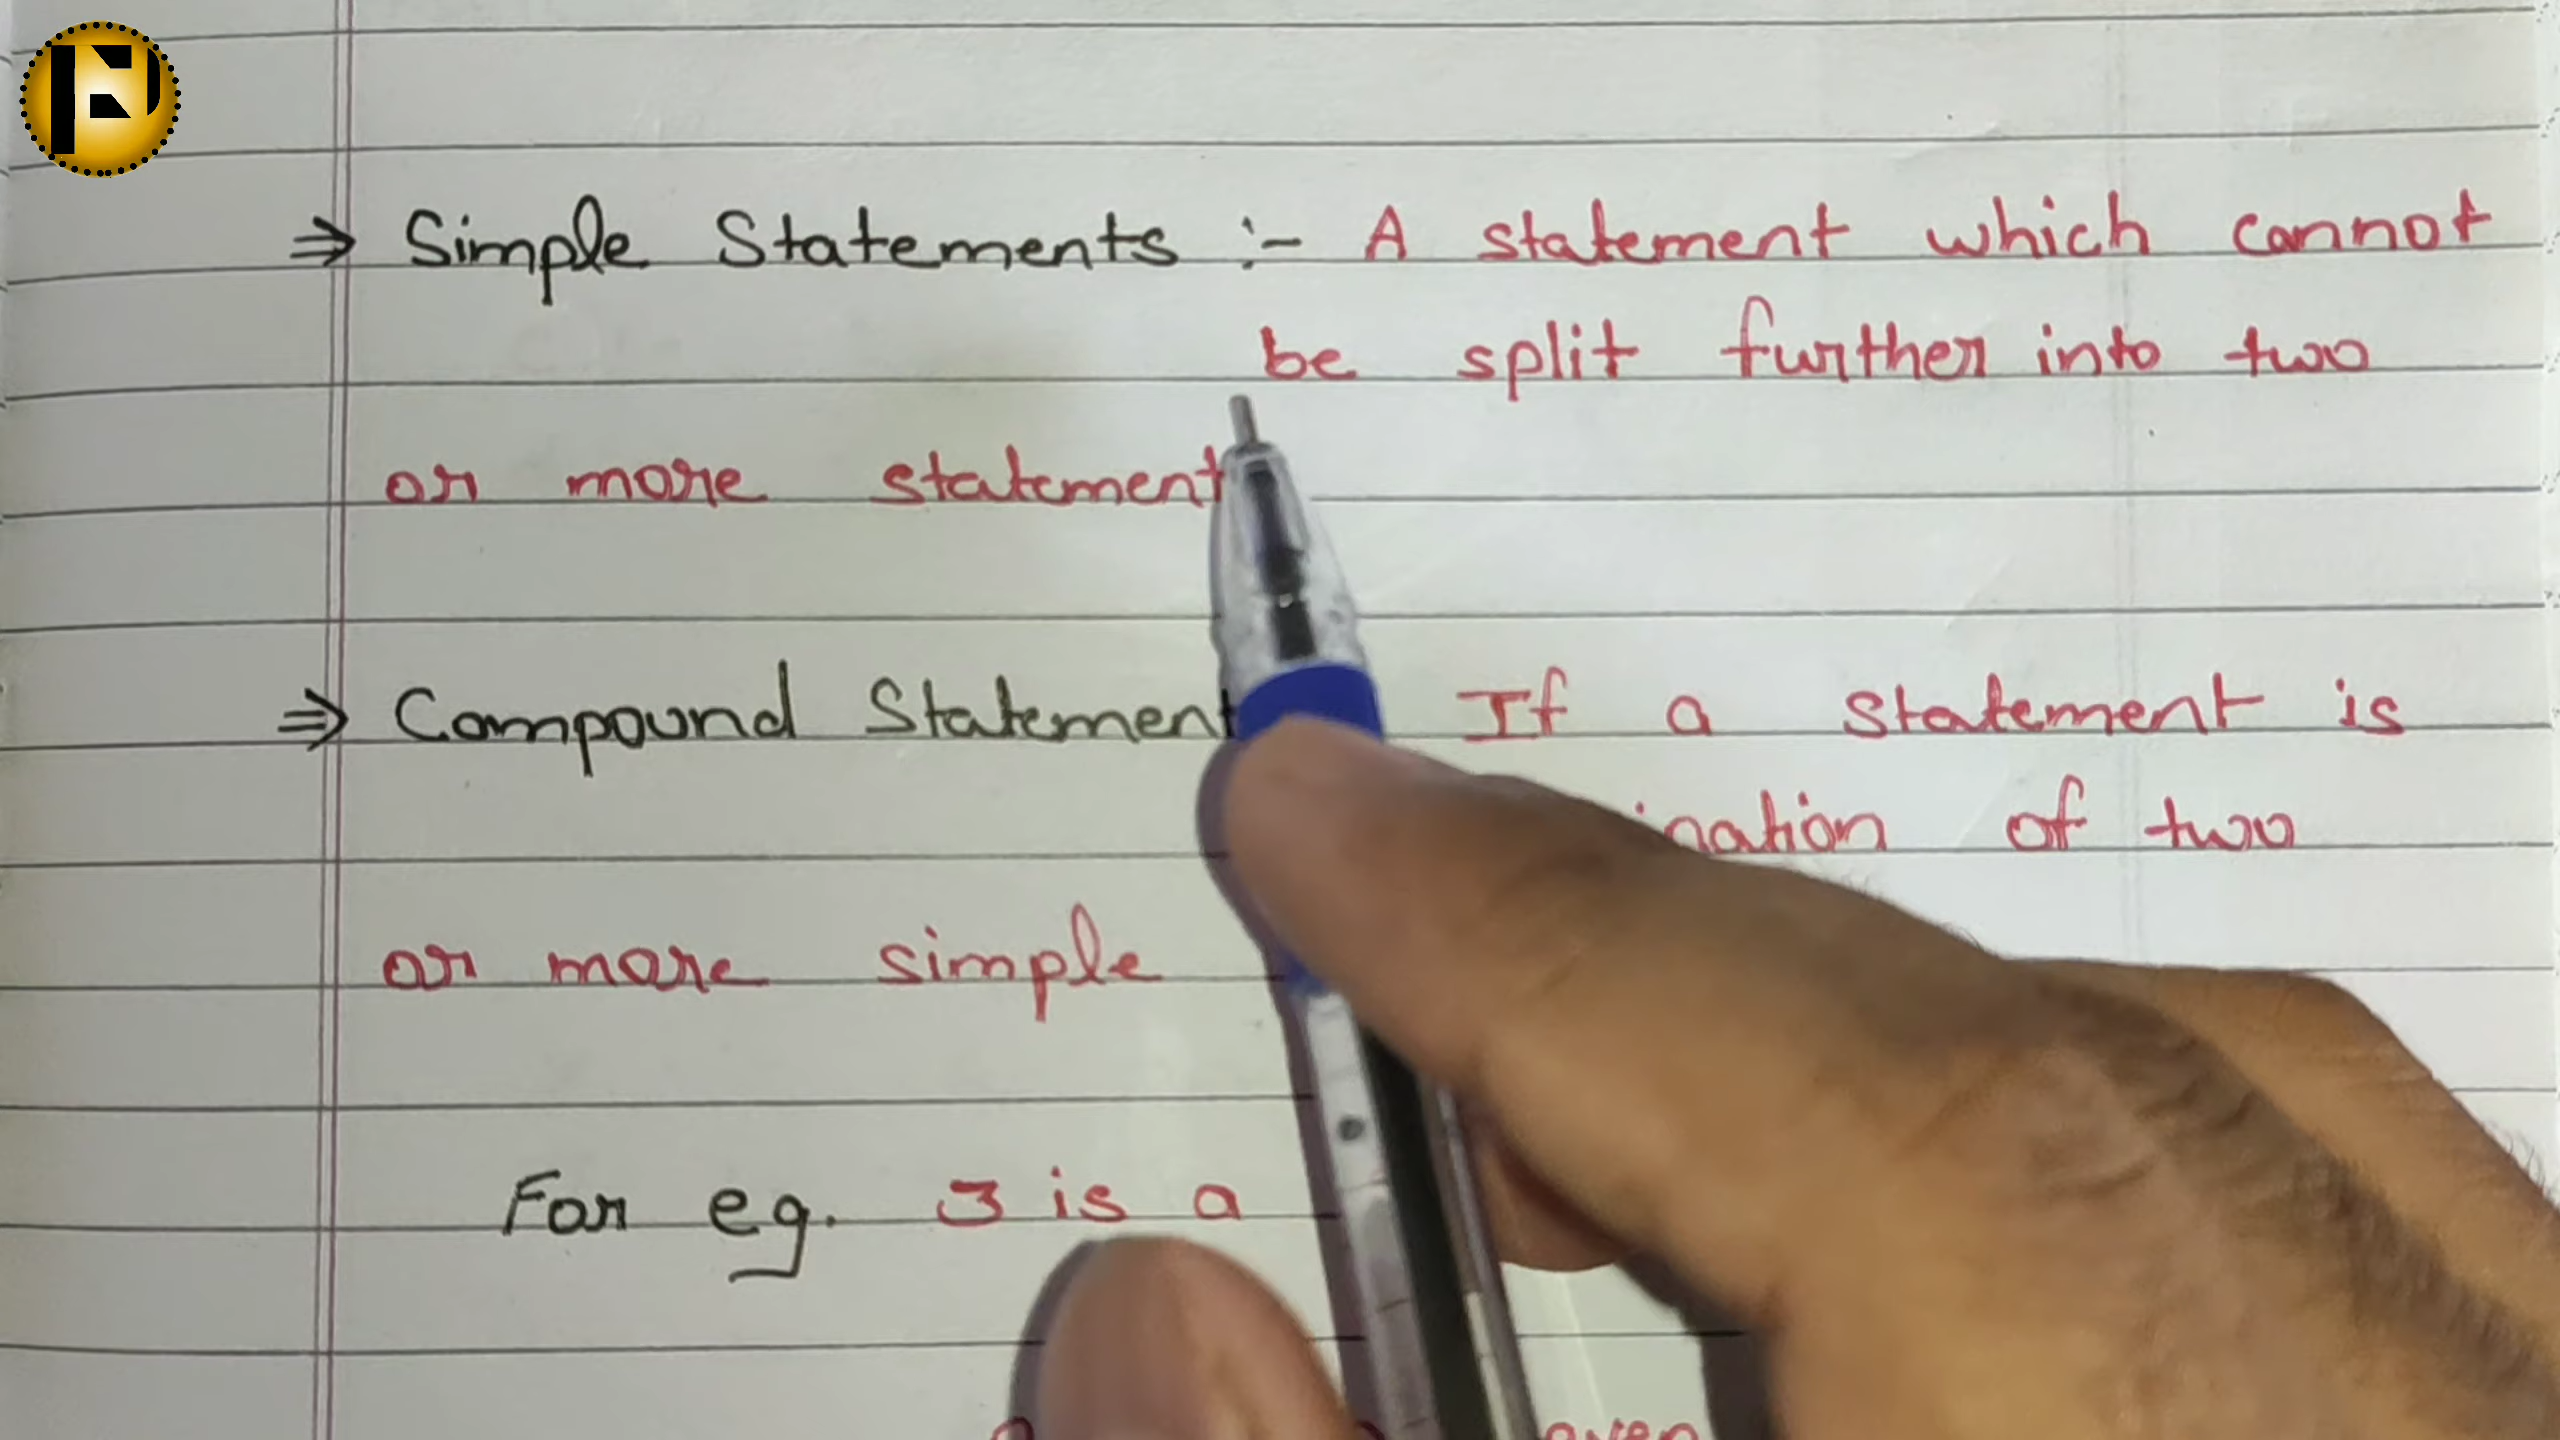 ⇒ Simple Statements :- A statement which cannot
be split further into two
or more statement
⇒ Compound Statement If a statement is
of two
or more simple
For eg. 3 is a
even